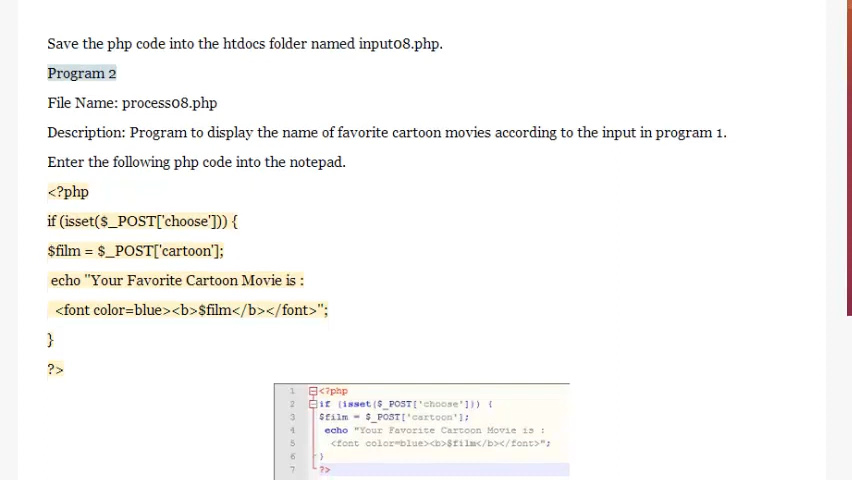 Save the php code into the htdocs folder named input08.php.
Program 2
File Name: process08.php
Description: Program to display the name of favorite cartoon movies according to the input in program 1.
Enter the following php code into the notepad.
<?php
if (isset($_POST['choose'])) {
$film = $_POST['cartoon'];
echo "Your Favorite Cartoon Movie is :
<font color=blue><b>$film</b></font>";
}
?>
1 <?php
2 if (isset($_POST['choose'])) {
3 $film = $_POST['cartoon'];
4 echo "Your Favorite Cartoon Movie is :
5 <font color=blue><b>$film</b></font>";
6 }
7 ?>